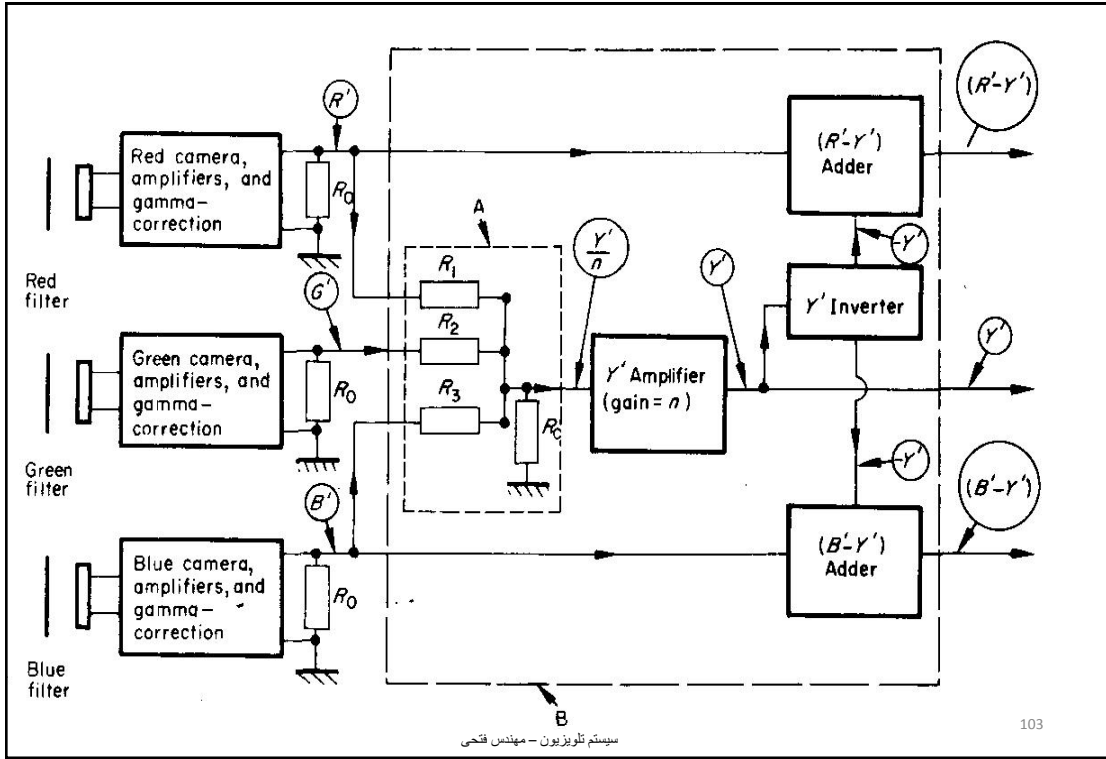 Red camera,
amplifiers, and
gamma-
correction
Red
filter
R'
R₀
(R'-Y')
Adder
(R'-Y')
-Y'
A
R₁
R₂
R₃
R_C
Y'/n
Y'
Y' Inverter
G'
Green camera,
amplifiers, and
gamma-
correction
Green
filter
R₀
Y' Amplifier
(gain = n)
Y'
-Y'
B'
Blue camera,
amplifiers, and
gamma-
correction
Blue
filter
R₀
(B'-Y')
Adder
(B'-Y')
B
103
سیستم تلویزیون – مهندس فتحی